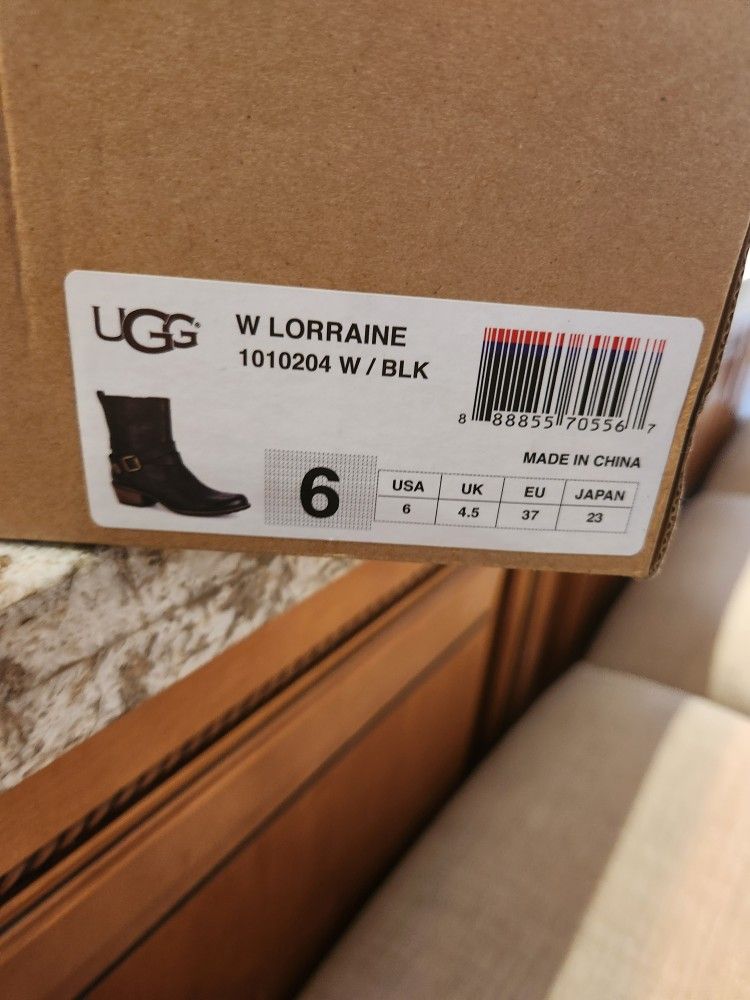 UGG®
W LORRAINE
1010204 W / BLK
8 88855 70556 7
MADE IN CHINA
6
USA UK EU JAPAN
6 4.5 37 23